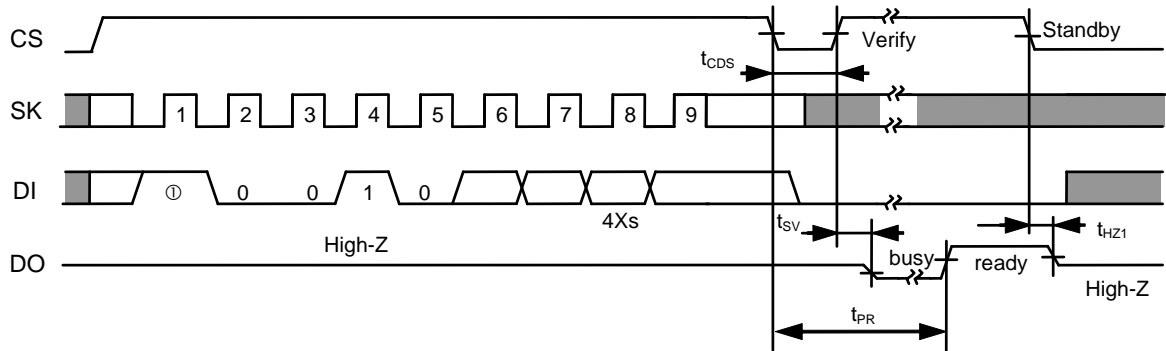 CS
Verify
Standby
tCDS
SK
1 2 3 4 5 6 7 8 9
DI
① 0 0 1 0
4Xs
tSV
tHZ1
High-Z
DO
busy
ready
High-Z
tPR